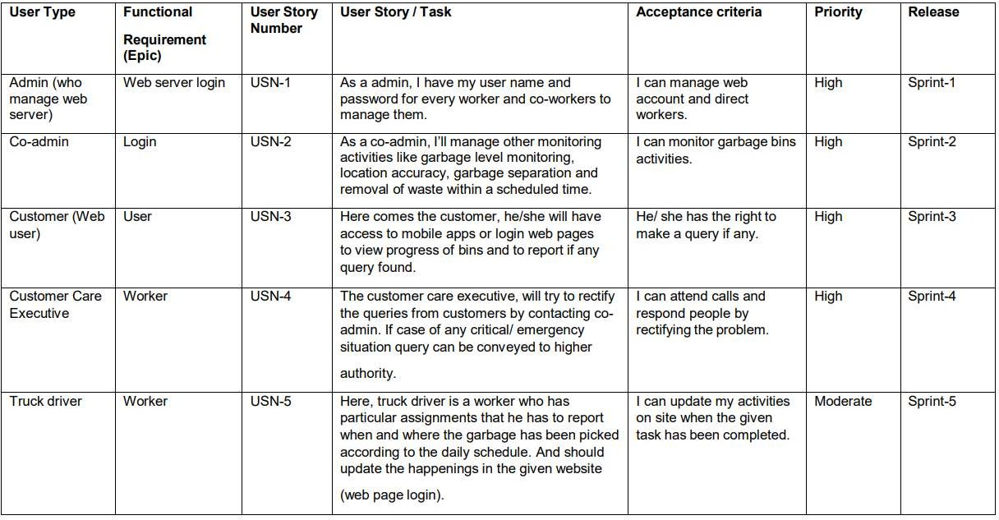 User Type
Functional
Requirement
(Epic)
User Story
Number
User Story / Task
Acceptance criteria
Priority
Release
Admin (who
manage web
server)
Web server login
USN-1
As a admin, I have my user name and
password for every worker and co-workers to
manage them.
I can manage web
account and direct
workers.
High
Sprint-1
Co-admin
Login
USN-2
As a co-admin, I’ll manage other monitoring
activities like garbage level monitoring,
location accuracy, garbage separation and
removal of waste within a scheduled time.
I can monitor garbage bins
activities.
High
Sprint-2
Customer (Web
user)
User
USN-3
Here comes the customer, he/she will have
access to mobile apps or login web pages
to view progress of bins and to report if any
query found.
He/ she has the right to
make a query if any.
High
Sprint-3
Customer Care
Executive
Worker
USN-4
The customer care executive, will try to rectify
the queries from customers by contacting co-
admin. If case of any critical/ emergency
situation query can be conveyed to higher
authority.
I can attend calls and
respond people by
rectifying the problem.
High
Sprint-4
Truck driver
Worker
USN-5
Here, truck driver is a worker who has
particular assignments that he has to report
when and where the garbage has been picked
according to the daily schedule. And should
update the happenings in the given website
(web page login).
I can update my activities
on site when the given
task has been completed.
Moderate
Sprint-5